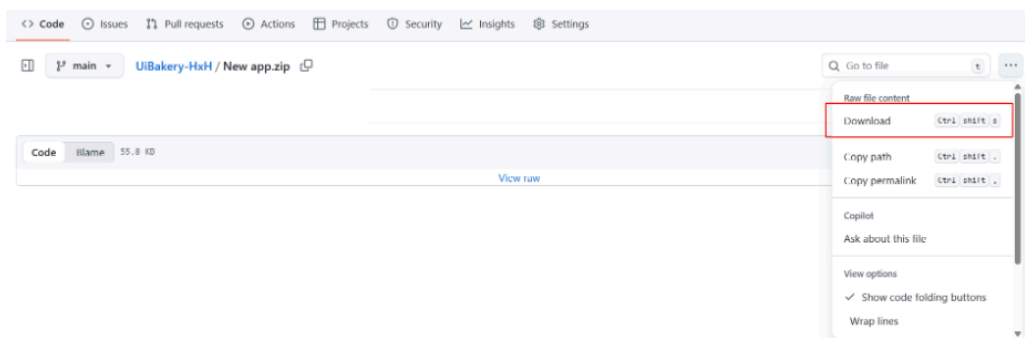 <> Code Issues Pull requests Actions Projects Security Insights Settings
main UiBakery-HxH / New app.zip Go to file t ...
Raw file content
Download Ctrl shift s
Code Blame 55.8 KB
View raw
Copy path Ctrl shift .
Copy permalink Ctrl shift ,
Copilot
Ask about this file
View options
Show code folding buttons
Wrap lines